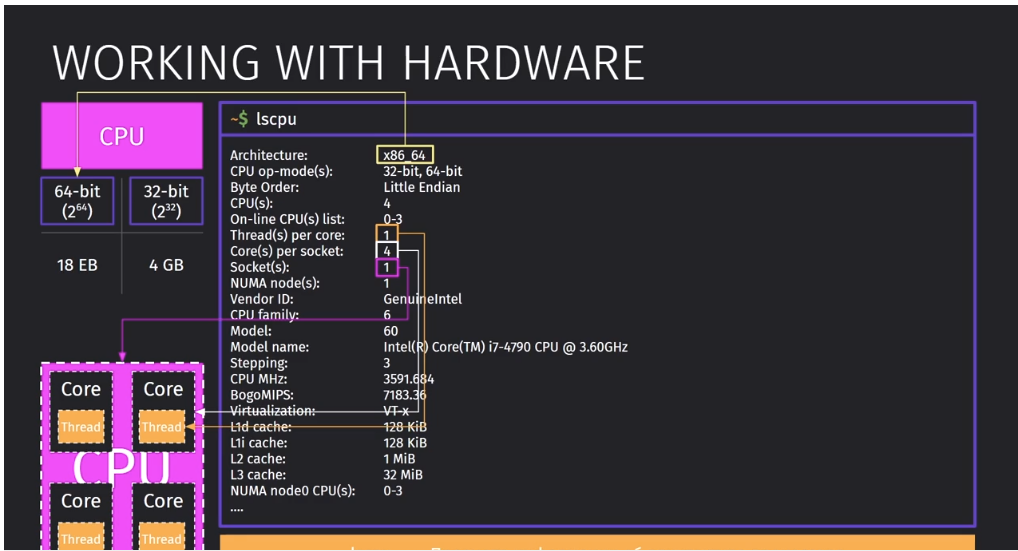 WORKING WITH HARDWARE
CPU
64-bit
(2⁶⁴)
32-bit
(2³²)
18 EB
4 GB
~$ lscpu
Architecture: x86_64
CPU op-mode(s): 32-bit, 64-bit
Byte Order: Little Endian
CPU(s): 4
On-line CPU(s) list: 0-3
Thread(s) per core: 1
Core(s) per socket: 4
Socket(s): 1
NUMA node(s): 1
Vendor ID: GenuineIntel
CPU family: 6
Model: 60
Model name: Intel(R) Core(TM) i7-4790 CPU @ 3.60GHz
Stepping: 3
CPU MHz: 3591.684
BogoMIPS: 7183.36
Virtualization: VT-x
L1d cache: 128 KiB
L1i cache: 128 KiB
L2 cache: 1 MiB
L3 cache: 32 MiB
NUMA node0 CPU(s): 0-3
....
Core Core
Thread Thread
CPU
Core Core
Thread Thread